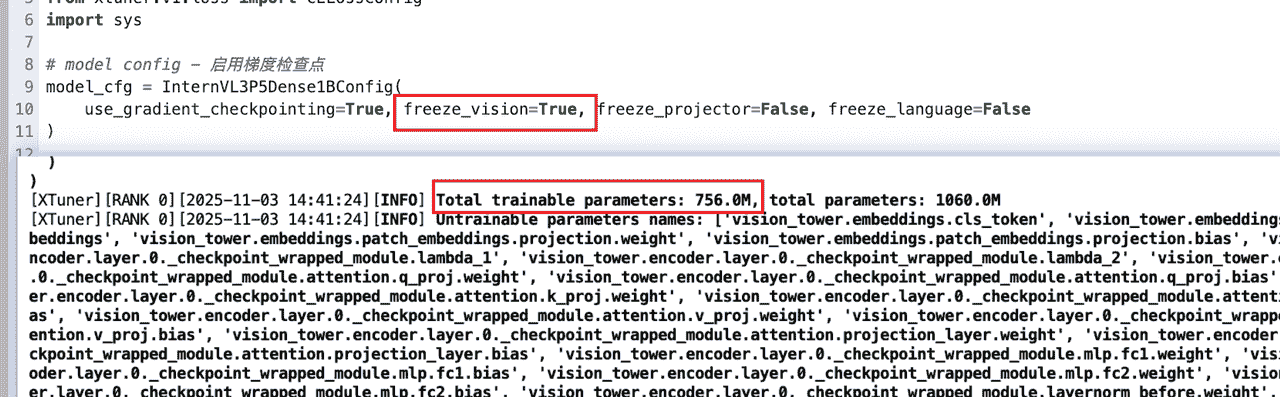 5 from xtuner.v1.loss import CELossConfig
6 import sys
7
8 # model config – 启用梯度检查点
9 model_cfg = InternVL3P5Dense1BConfig(
10 use_gradient_checkpointing=True, freeze_vision=True, freeze_projector=False, freeze_language=False
11 )
12
)
)
[XTuner][RANK 0][2025-11-03 14:41:24][INFO] Total trainable parameters: 756.0M, total parameters: 1060.0M
[XTuner][RANK 0][2025-11-03 14:41:24][INFO] Untrainable parameters names: ['vision_tower.embeddings.cls_token', 'vision_tower.embedding
beddings', 'vision_tower.embeddings.patch_embeddings.projection.weight', 'vision_tower.embeddings.patch_embeddings.projection.bias', 'vi
ncoder.layer.0._checkpoint_wrapped_module.lambda_1', 'vision_tower.encoder.layer.0._checkpoint_wrapped_module.lambda_2', 'vision_tower.e
.0._checkpoint_wrapped_module.attention.q_proj.weight', 'vision_tower.encoder.layer.0._checkpoint_wrapped_module.attention.q_proj.bias'
er.encoder.layer.0._checkpoint_wrapped_module.attention.k_proj.weight', 'vision_tower.encoder.layer.0._checkpoint_wrapped_module.attenti
as', 'vision_tower.encoder.layer.0._checkpoint_wrapped_module.attention.v_proj.weight', 'vision_tower.encoder.layer.0._checkpoint_wrappe
ention.v_proj.bias', 'vision_tower.encoder.layer.0._checkpoint_wrapped_module.attention.projection_layer.weight', 'vision_tower.encoder
ckpoint_wrapped_module.attention.projection_layer.bias', 'vision_tower.encoder.layer.0._checkpoint_wrapped_module.mlp.fc1.weight', 'visi
oder.layer.0._checkpoint_wrapped_module.mlp.fc1.bias', 'vision_tower.encoder.layer.0._checkpoint_wrapped_module.mlp.fc2.weight', 'vision
er.layer.0._checkpoint_wrapped_module.mlp.fc2.bias', 'vision_tower.encoder.layer.0._checkpoint_wrapped_module.layernorm_before.weight',